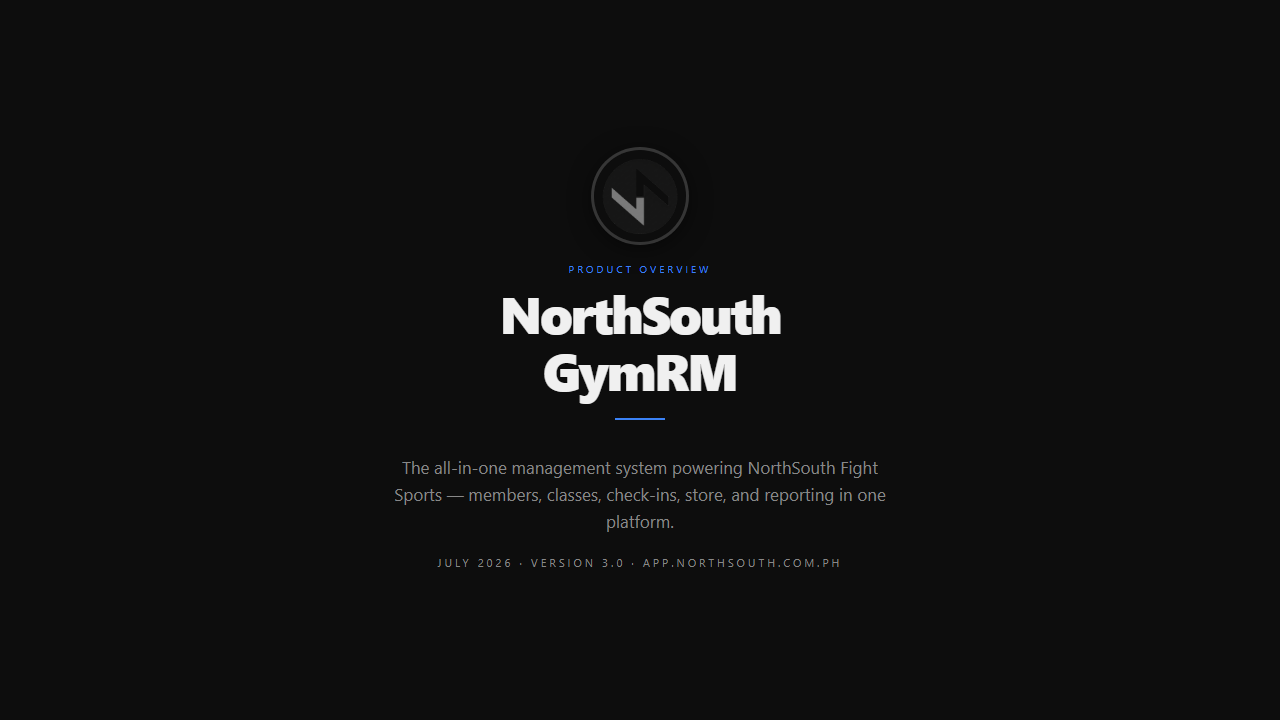 PRODUCT OVERVIEW
NorthSouth
GymRM
The all-in-one management system powering NorthSouth Fight
Sports — members, classes, check-ins, store, and reporting in one
platform.
JULY 2026 · VERSION 3.0 · APP.NORTHSOUTH.COM.PH